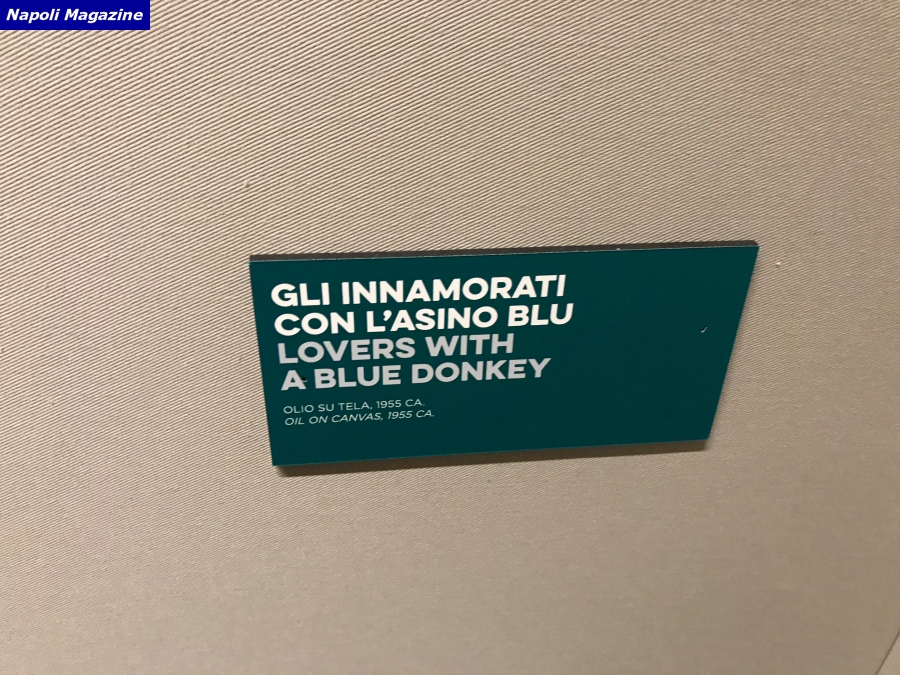 Napoli Magazine
GLI INNAMORATI
CON L'ASINO BLU
LOVERS WITH
A BLUE DONKEY
OLIO SU TELA, 1955 CA.
OIL ON CANVAS, 1955 CA.